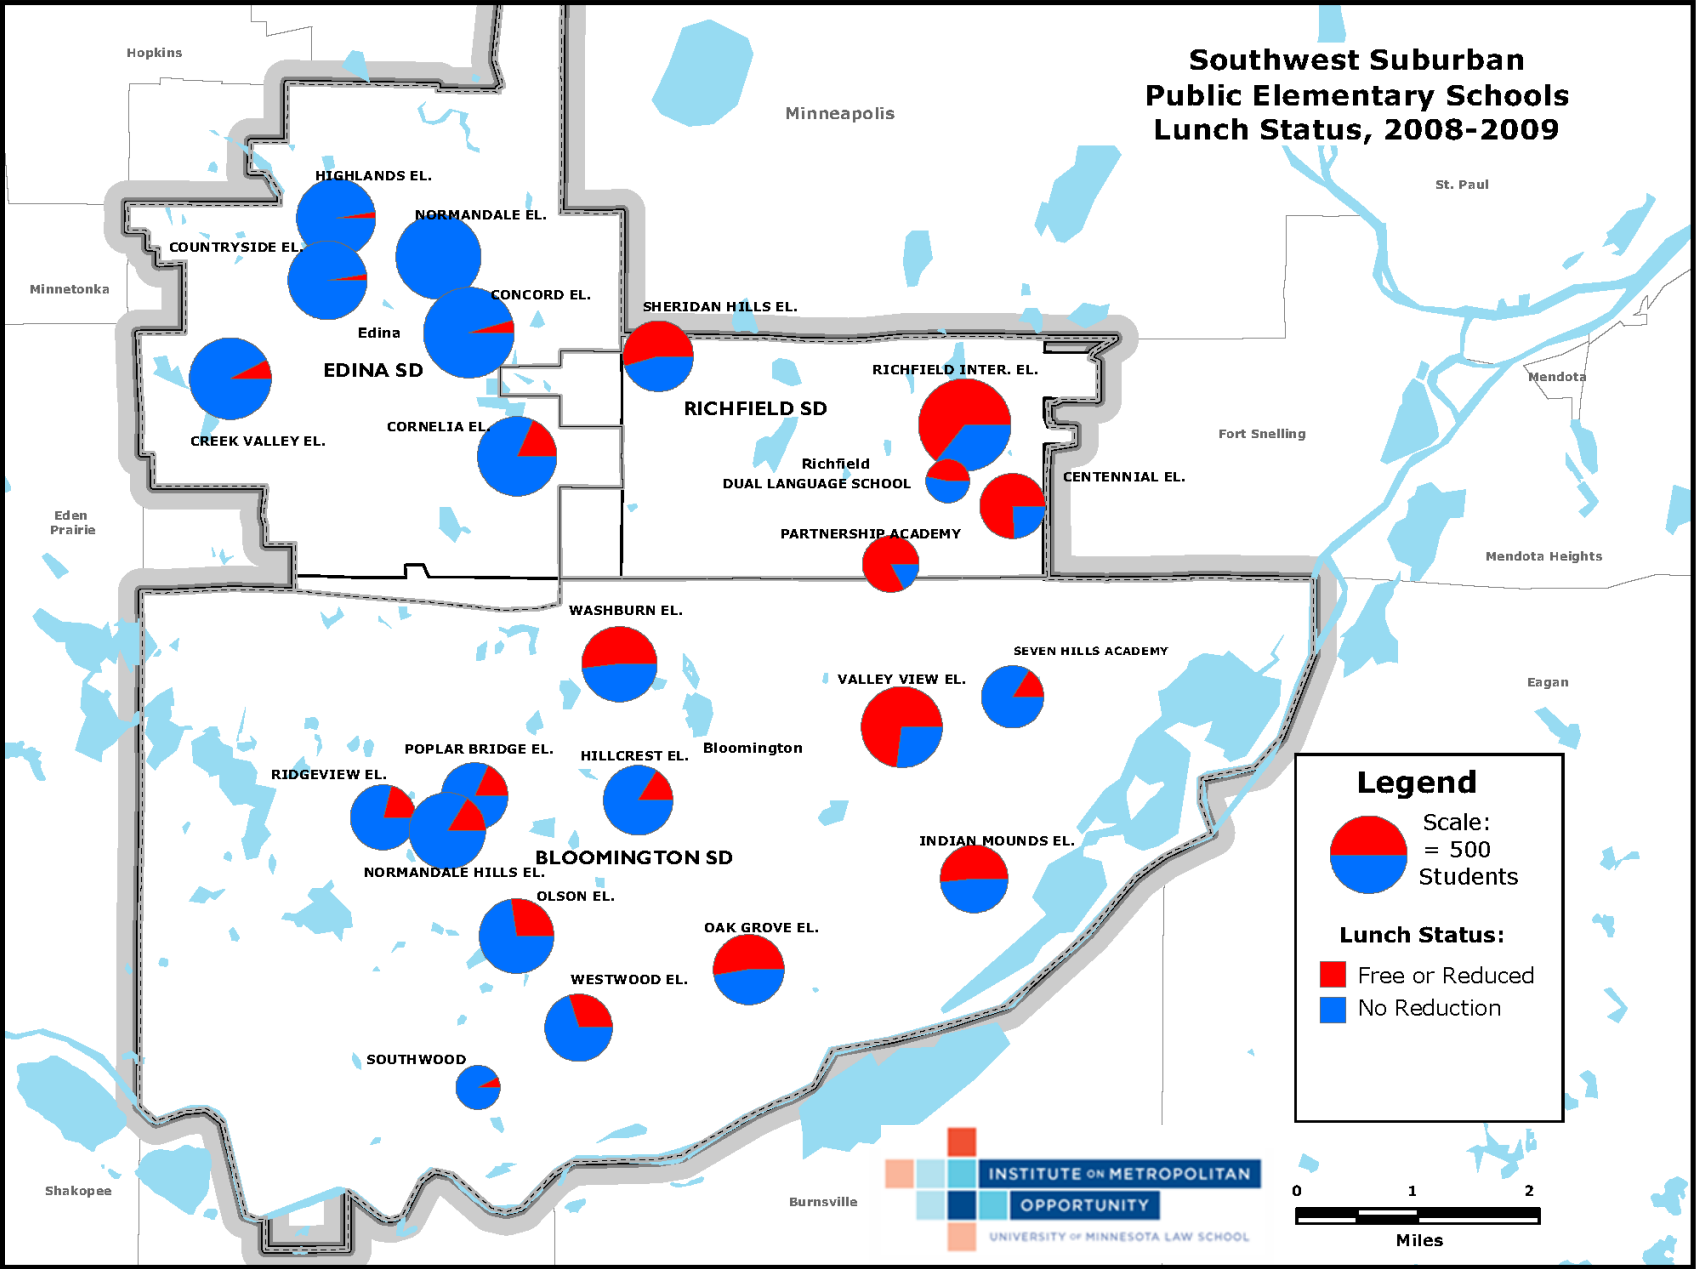 Southwest Suburban
Public Elementary Schools
Lunch Status, 2008-2009
Hopkins
Minneapolis
St. Paul
HIGHLANDS EL.
NORMANDALE EL.
COUNTRYSIDE EL.
Minnetonka
CONCORD EL.
SHERIDAN HILLS EL.
Edina
EDINA SD
RICHFIELD INTER. EL.
Mendota
RICHFIELD SD
CORNELIA EL.
CREEK VALLEY EL.
Fort Snelling
Richfield
DUAL LANGUAGE SCHOOL
CENTENNIAL EL.
Eden
Prairie
PARTNERSHIP ACADEMY
Mendota Heights
WASHBURN EL.
SEVEN HILLS ACADEMY
VALLEY VIEW EL.
Eagan
POPLAR BRIDGE EL.
Bloomington
HILLCREST EL.
RIDGEVIEW EL.
INDIAN MOUNDS EL.
BLOOMINGTON SD
NORMANDALE HILLS EL.
OLSON EL.
OAK GROVE EL.
WESTWOOD EL.
SOUTHWOOD
Shakopee
Burnsville
Legend
Scale:
= 500
Students
Lunch Status:
Free or Reduced
No Reduction
INSTITUTE ON METROPOLITAN
OPPORTUNITY
UNIVERSITY OF MINNESOTA LAW SCHOOL
0 1 2
Miles